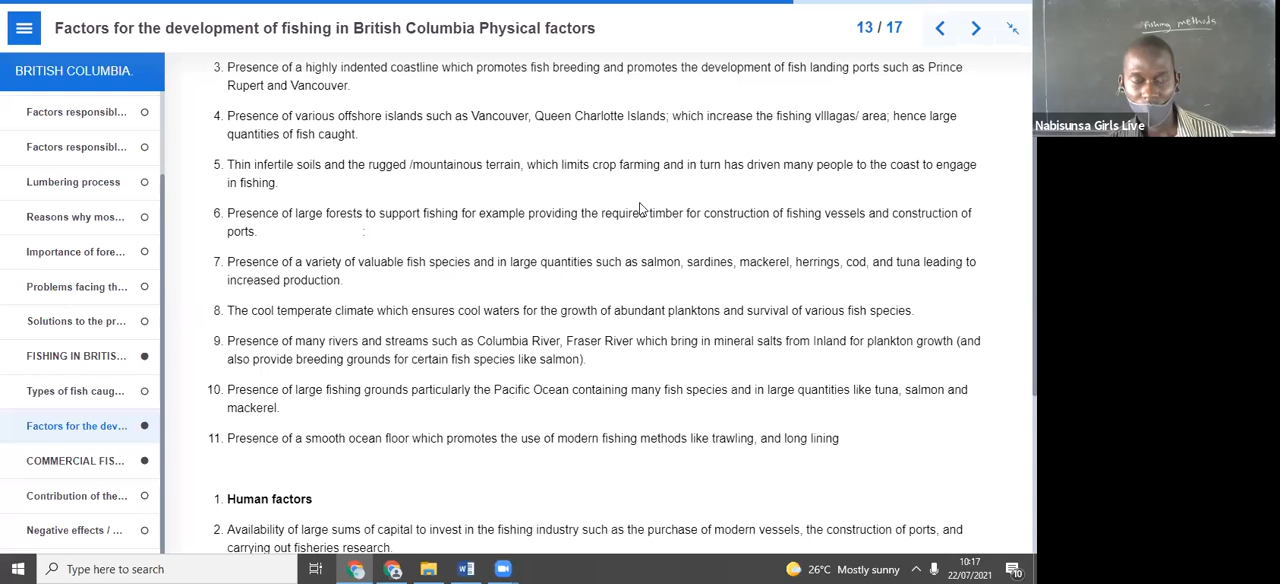 Factors for the development of fishing in British Columbia Physical factors
13 / 17
fishing methods
Nabisunsa Girls Live
BRITISH COLUMBIA.
Factors responsibl...
Factors responsibl...
Lumbering process
Reasons why mos...
Importance of fore...
Problems facing th...
Solutions to the pr...
FISHING IN BRITIS...
Types of fish caug...
Factors for the dev...
COMMERCIAL FIS...
Contribution of the...
Negative effects / ...
3. Presence of a highly indented coastline which promotes fish breeding and promotes the development of fish landing ports such as Prince
Rupert and Vancouver.
4. Presence of various offshore islands such as Vancouver, Queen Charlotte Islands; which increase the fishing vlllagas/ area; hence large
quantities of fish caught.
5. Thin infertile soils and the rugged /mountainous terrain, which limits crop farming and in turn has driven many people to the coast to engage
in fishing.
6. Presence of large forests to support fishing for example providing the required timber for construction of fishing vessels and construction of
ports. :
7. Presence of a variety of valuable fish species and in large quantities such as salmon, sardines, mackerel, herrings, cod, and tuna leading to
increased production.
8. The cool temperate climate which ensures cool waters for the growth of abundant planktons and survival of various fish species.
9. Presence of many rivers and streams such as Columbia River, Fraser River which bring in mineral salts from Inland for plankton growth (and
also provide breeding grounds for certain fish species like salmon).
10. Presence of large fishing grounds particularly the Pacific Ocean containing many fish species and in large quantities like tuna, salmon and
mackerel.
11. Presence of a smooth ocean floor which promotes the use of modern fishing methods like trawling, and long lining
1. Human factors
2. Availability of large sums of capital to invest in the fishing industry such as the purchase of modern vessels, the construction of ports, and
carrying out fisheries research.
Type here to search
26°C Mostly sunny
10:17
22/07/2021
10